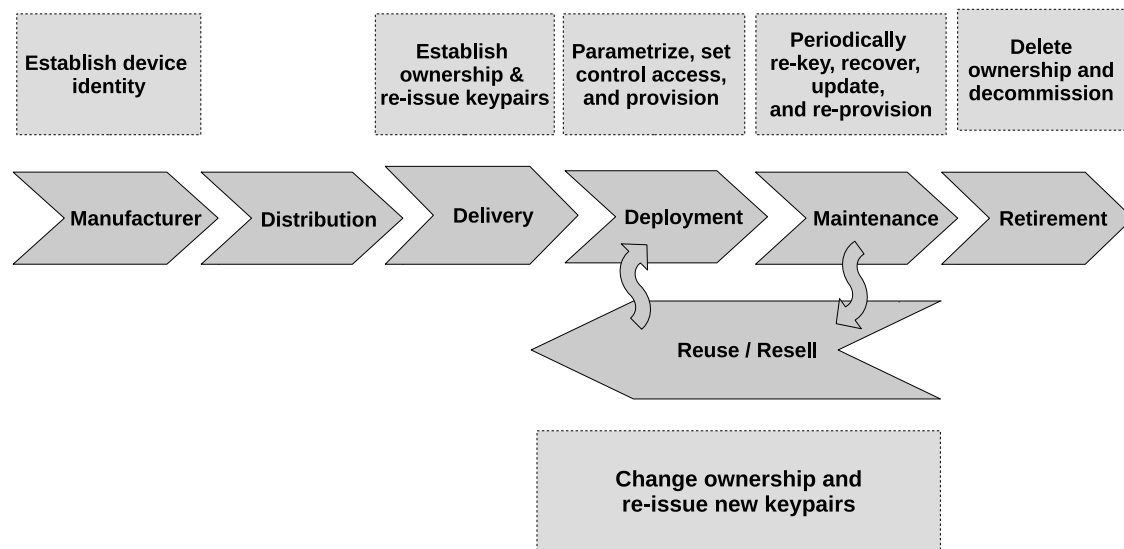 Establish device
identity
Establish
ownership &
re-issue keypairs
Parametrize, set
control access,
and provision
Periodically
re-key, recover,
update,
and re-provision
Delete
ownership and
decommission
Manufacturer
Distribution
Delivery
Deployment
Maintenance
Retirement
Reuse / Resell
Change ownership and
re-issue new keypairs